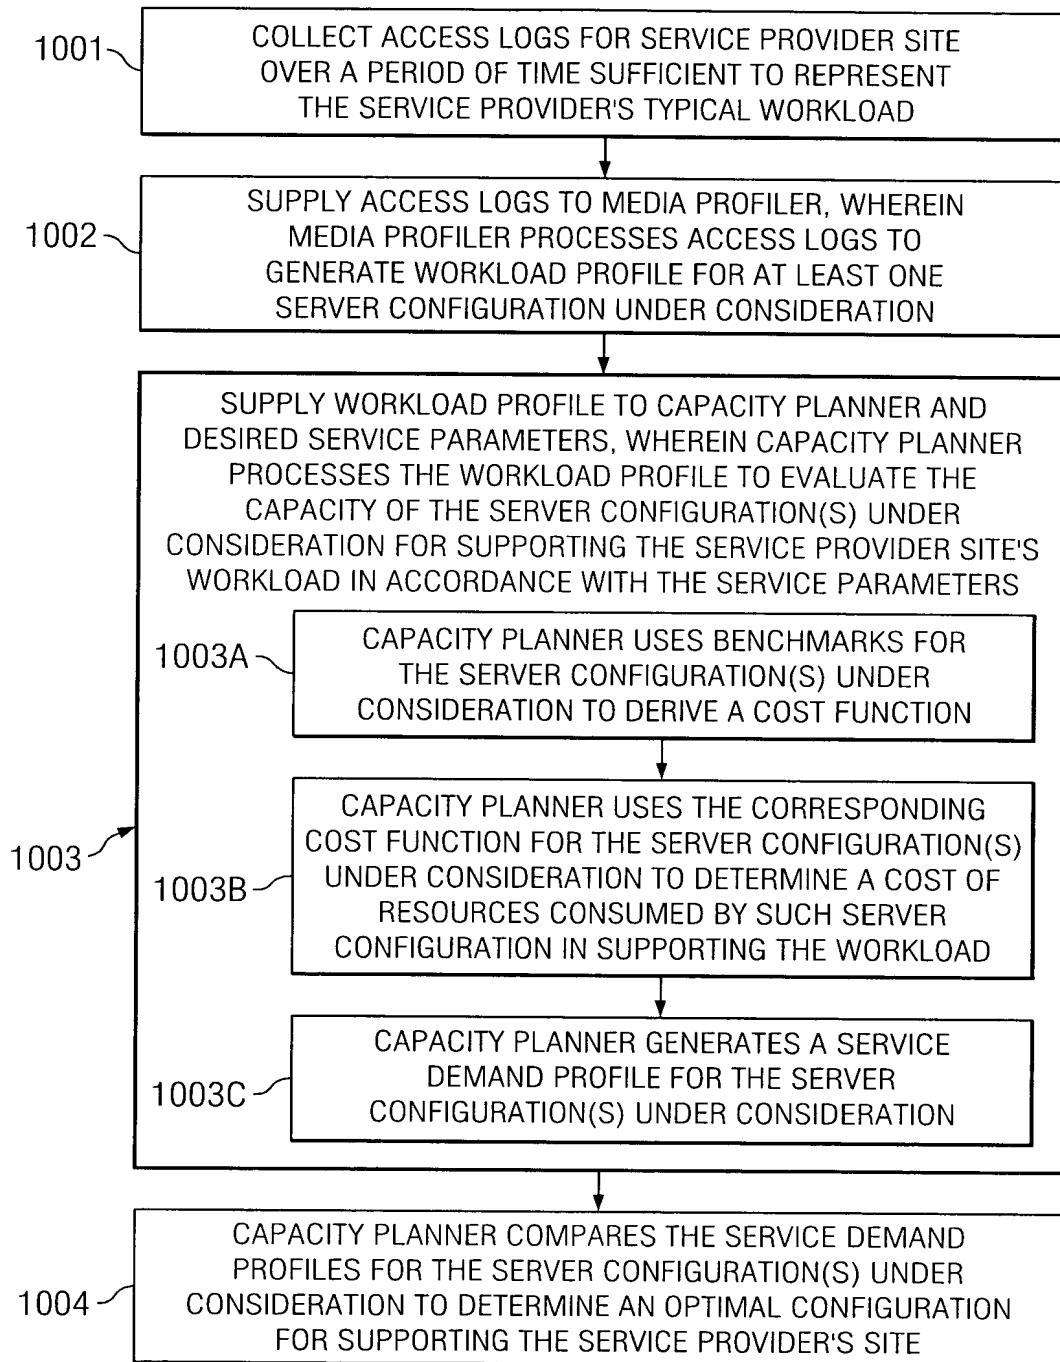 1001
COLLECT ACCESS LOGS FOR SERVICE PROVIDER SITE
OVER A PERIOD OF TIME SUFFICIENT TO REPRESENT
THE SERVICE PROVIDER'S TYPICAL WORKLOAD
1002
SUPPLY ACCESS LOGS TO MEDIA PROFILER, WHEREIN
MEDIA PROFILER PROCESSES ACCESS LOGS TO
GENERATE WORKLOAD PROFILE FOR AT LEAST ONE
SERVER CONFIGURATION UNDER CONSIDERATION
1003
SUPPLY WORKLOAD PROFILE TO CAPACITY PLANNER AND
DESIRED SERVICE PARAMETERS, WHEREIN CAPACITY PLANNER
PROCESSES THE WORKLOAD PROFILE TO EVALUATE THE
CAPACITY OF THE SERVER CONFIGURATION(S) UNDER
CONSIDERATION FOR SUPPORTING THE SERVICE PROVIDER SITE'S
WORKLOAD IN ACCORDANCE WITH THE SERVICE PARAMETERS
1003A
CAPACITY PLANNER USES BENCHMARKS FOR
THE SERVER CONFIGURATION(S) UNDER
CONSIDERATION TO DERIVE A COST FUNCTION
1003B
CAPACITY PLANNER USES THE CORRESPONDING
COST FUNCTION FOR THE SERVER CONFIGURATION(S)
UNDER CONSIDERATION TO DETERMINE A COST OF
RESOURCES CONSUMED BY SUCH SERVER
CONFIGURATION IN SUPPORTING THE WORKLOAD
1003C
CAPACITY PLANNER GENERATES A SERVICE
DEMAND PROFILE FOR THE SERVER
CONFIGURATION(S) UNDER CONSIDERATION
1004
CAPACITY PLANNER COMPARES THE SERVICE DEMAND
PROFILES FOR THE SERVER CONFIGURATION(S) UNDER
CONSIDERATION TO DETERMINE AN OPTIMAL CONFIGURATION
FOR SUPPORTING THE SERVICE PROVIDER'S SITE